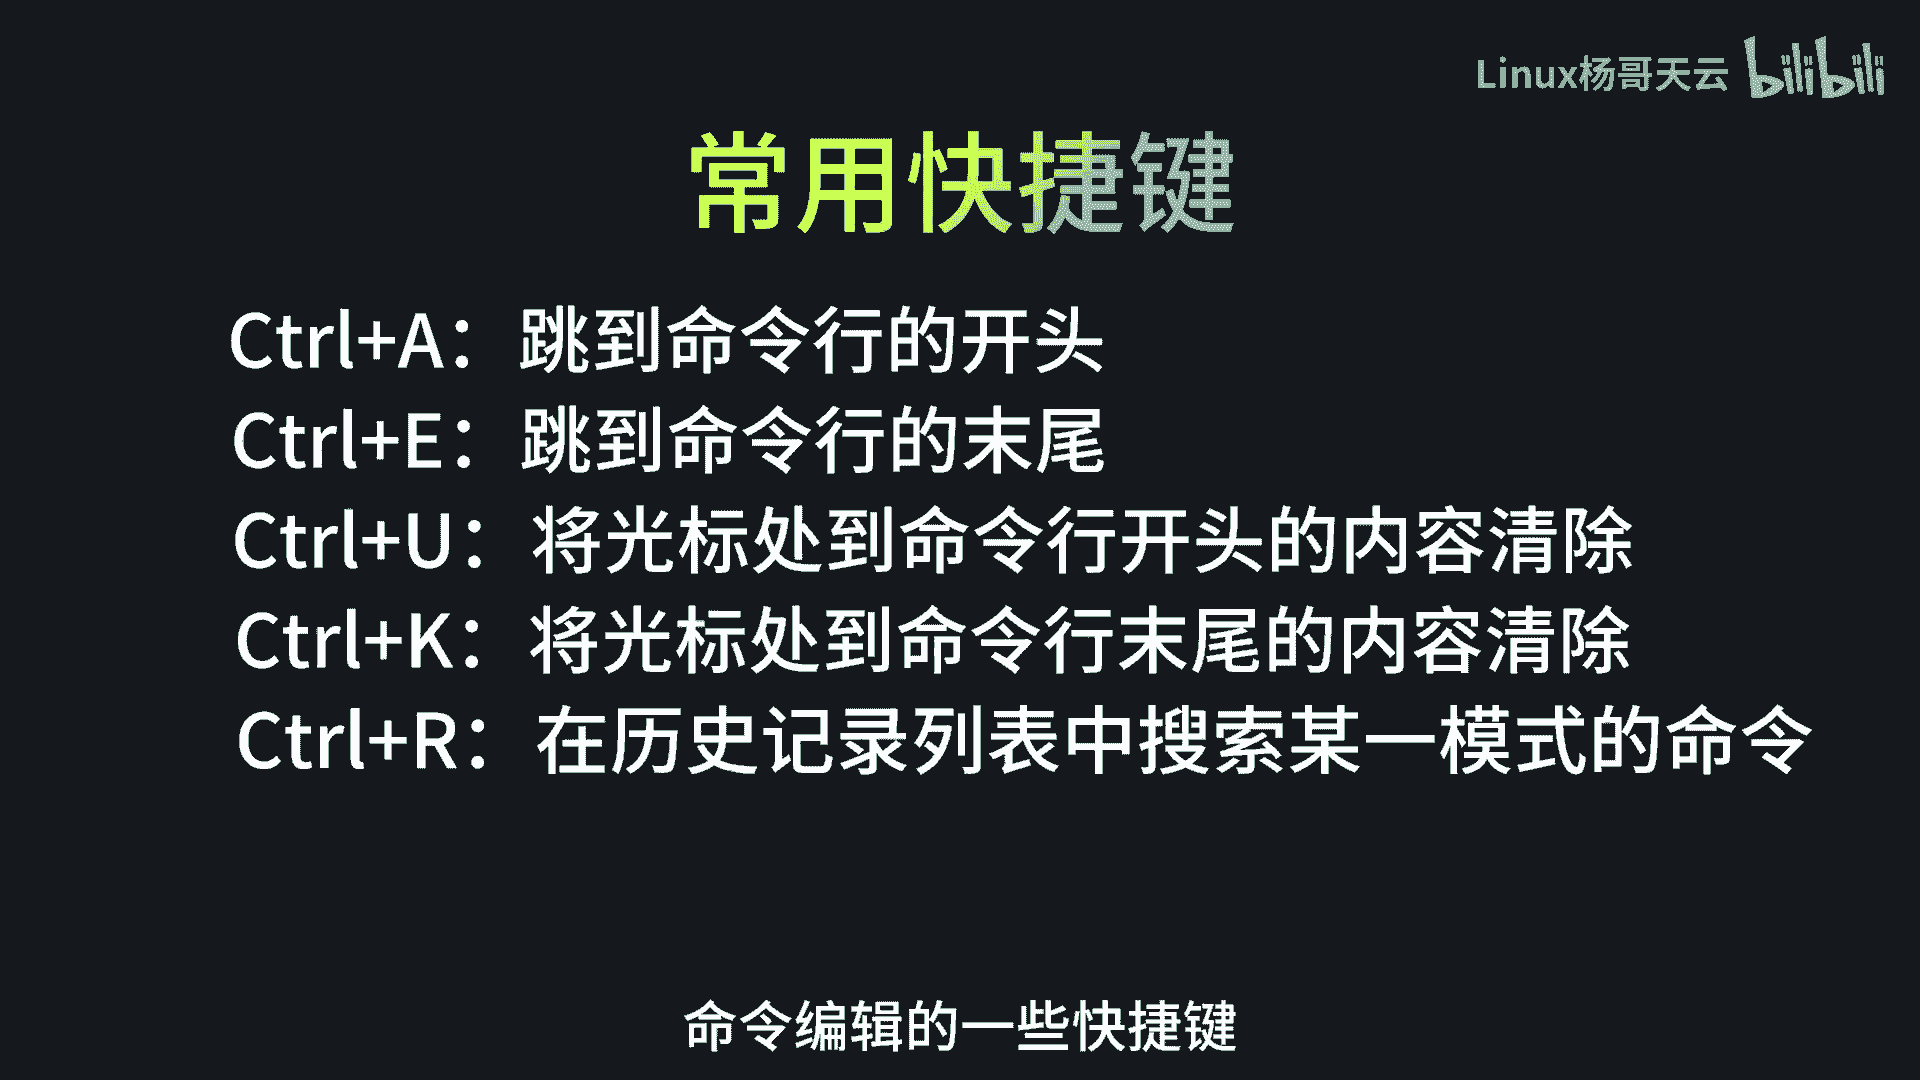 Linux杨哥天云 bilibili
常用快捷键
Ctrl+A：跳到命令行的开头
Ctrl+E：跳到命令行的末尾
Ctrl+U：将光标处到命令行开头的内容清除
Ctrl+K：将光标处到命令行末尾的内容清除
Ctrl+R：在历史记录列表中搜索某一模式的命令
命令编辑的一些快捷键